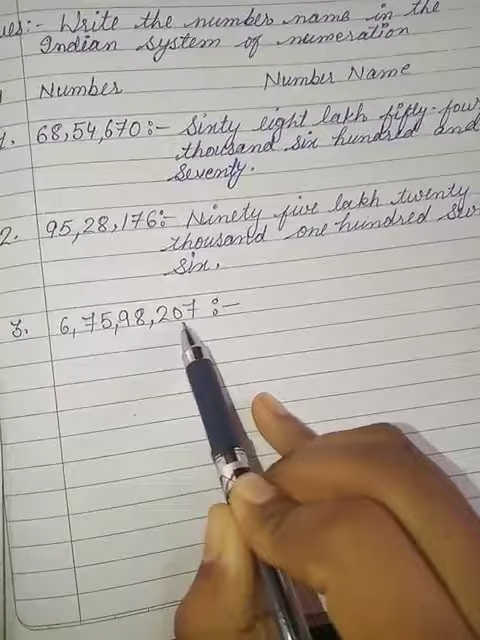 :- Write the number name in the
Indian system of numeration
Number Number Name
1. 68,54,670:- Sixty eight lakh fifty-four
thousand six hundred and
Seventy.
2. 95,28,176:- Ninety five lakh twenty
thousand one hundred
six.
3. 6,75,98,207 :-